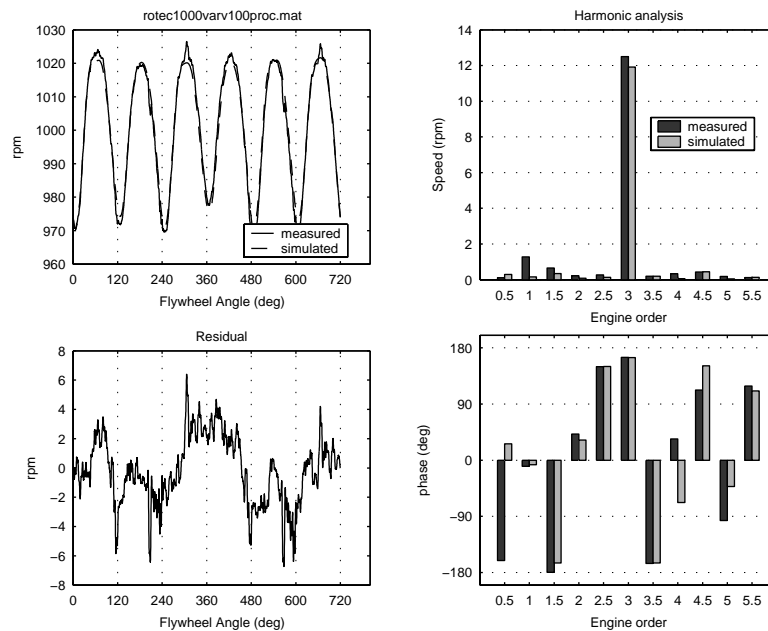 rotec1000varv100proc.mat
1030
1020
1010
1000
990
980
970
960
rpm
0 120 240 360 480 600 720
Flywheel Angle (deg)
measured
simulated
Harmonic analysis
14
12
10
8
6
4
2
0
Speed (rpm)
0.5 1 1.5 2 2.5 3 3.5 4 4.5 5 5.5
Engine order
measured
simulated
Residual
8
6
4
2
0
−2
−4
−6
−8
rpm
0 120 240 360 480 600 720
Flywheel Angle (deg)
180
90
0
−90
−180
phase (deg)
0.5 1 1.5 2 2.5 3 3.5 4 4.5 5 5.5
Engine order